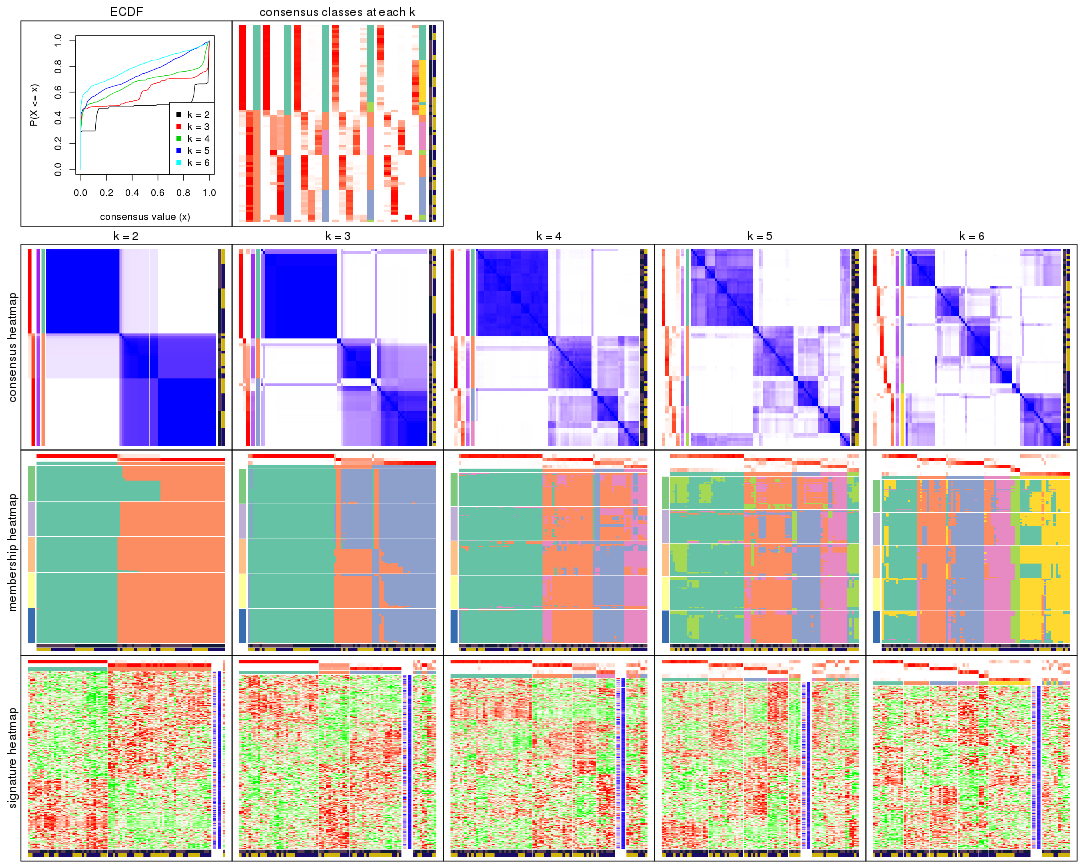 ECDF
consensus classes at each k
P(X <= x)
0.0 0.2 0.4 0.6 0.8 1.0
k = 2
k = 3
k = 4
k = 5
k = 6
0.0 0.2 0.4 0.6 0.8 1.0
consensus value (x)
k = 2 k = 3 k = 4 k = 5 k = 6
consensus heatmap
membership heatmap
signature heatmap